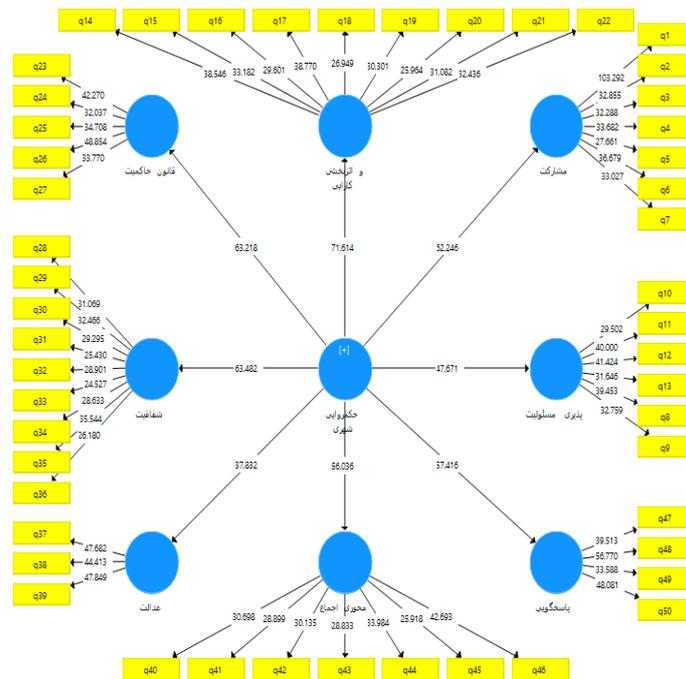 q14 q15 q16 q17 q18 q19 q20 q21 q22
38.546 33.182 29.601 38.770 26.949 30.301 25.964 31.082 32.436
q1
q2
q3
q4
q5
q6
q7
103.292
32.855
32.288
33.682
27.661
36.679
33.027
q23
q24
q25
q26
q27
42.270
32.037
34.708
48.854
33.770
قانون حاکمیت
و اثربخشی
کارایی
مشارکت
63.218
71.614
52.246
q28
q29
q30
q31
q32
q33
q34
q35
q36
31.069
32.466
29.295
25.430
28.901
24.527
28.633
35.544
26.180
شفافیت
63.482
[+]
حکمروایی
شهری
47.671
پذیری مسئولیت
q10
q11
q12
q13
q8
q9
29.502
40.000
41.424
31.646
39.453
32.759
37.832
56.036
57.416
q37
q38
q39
47.682
44.413
47.849
عدالت
محوری اجماع
پاسخگویی
q47
q48
q49
q50
39.513
56.770
33.588
48.081
30.698 28.899 30.135 28.833 33.984 25.918 42.693
q40 q41 q42 q43 q44 q45 q46